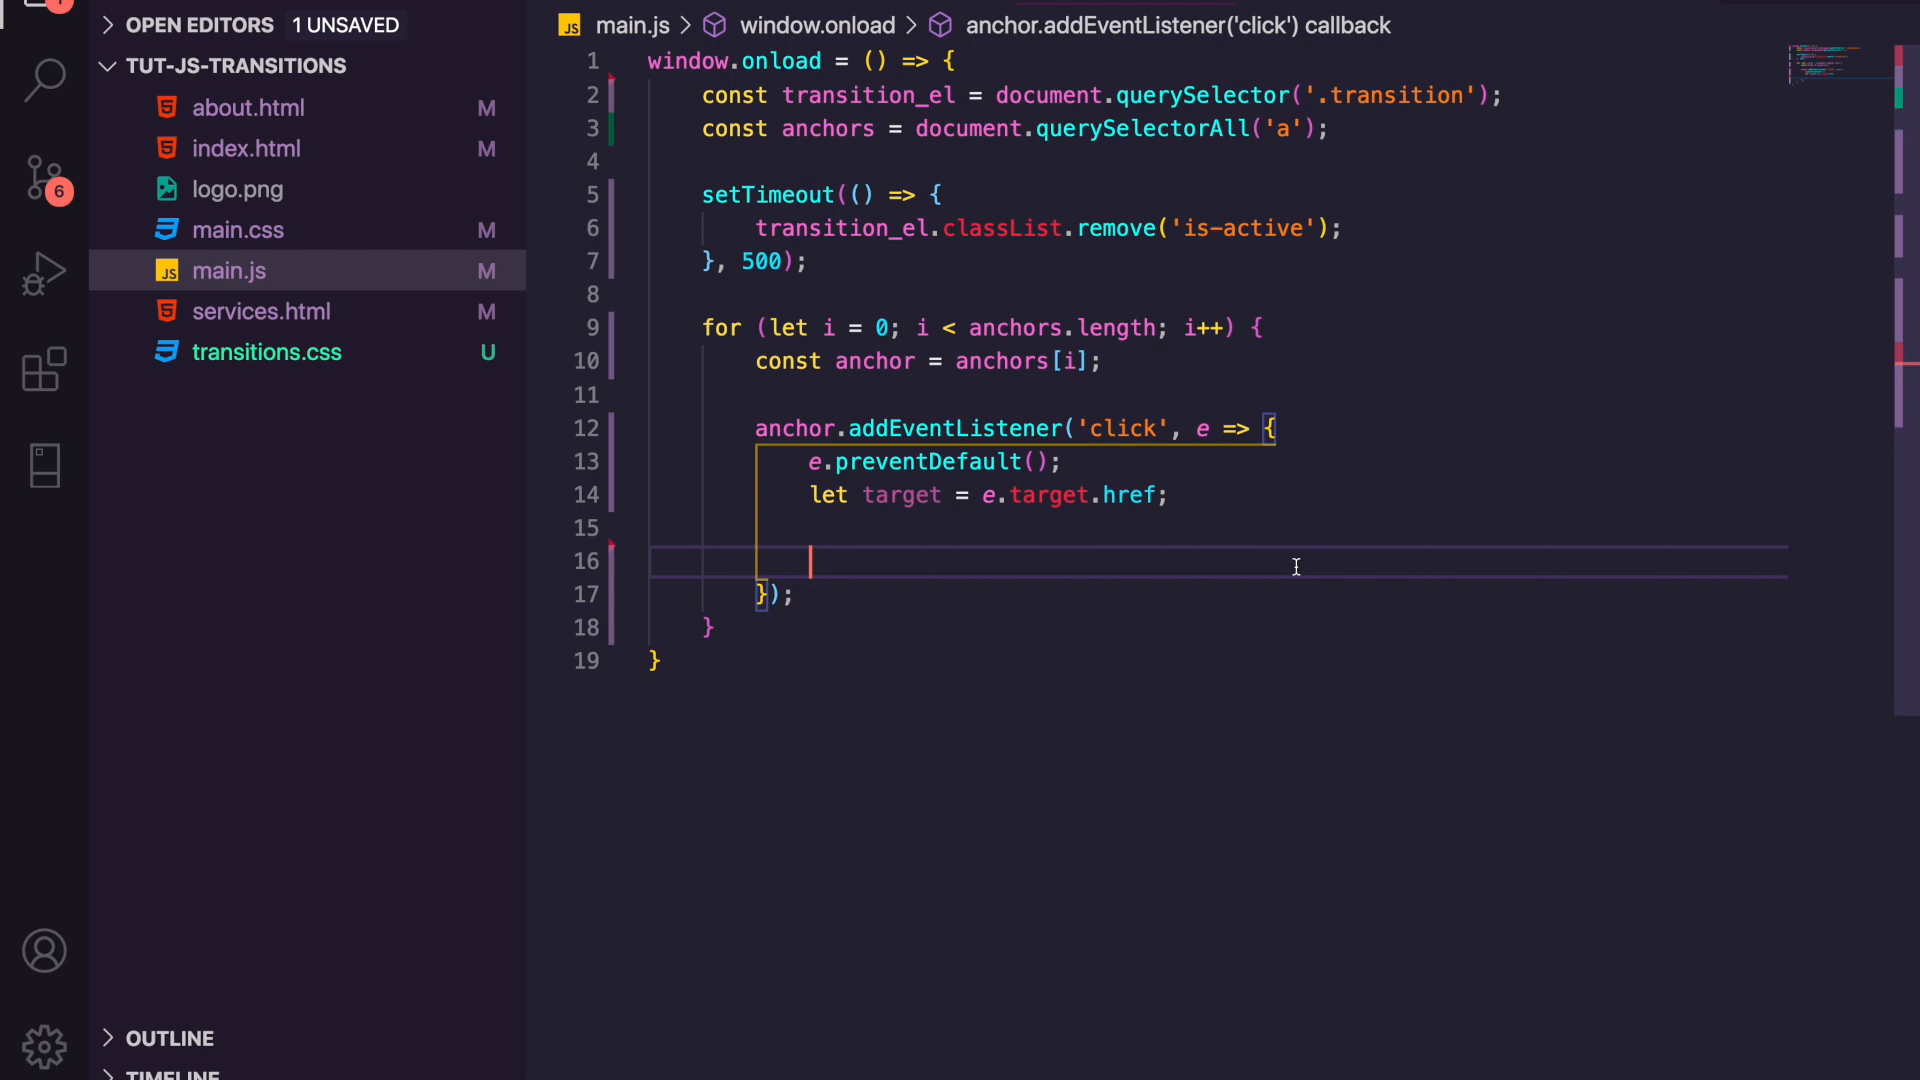 1
OPEN EDITORS 1 UNSAVED
TUT-JS-TRANSITIONS
about.html M
index.html M
logo.png
main.css M
main.js M
services.html M
transitions.css U
6
OUTLINE
TIMELINE
JS main.js > window.onload > anchor.addEventListener('click') callback
1 window.onload = () => {
2 const transition_el = document.querySelector('.transition');
3 const anchors = document.querySelectorAll('a');
4
5 setTimeout(() => {
6 transition_el.classList.remove('is-active');
7 }, 500);
8
9 for (let i = 0; i < anchors.length; i++) {
10 const anchor = anchors[i];
11
12 anchor.addEventListener('click', e => {
13 e.preventDefault();
14 let target = e.target.href;
15
16
17 });
18 }
19 }